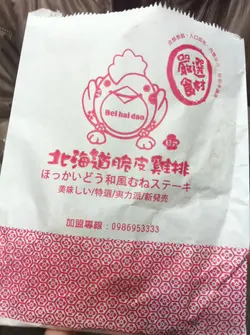 嚴選
食材
Bei hai dao
北海道脆皮雞排
ほっかいどう和風むねステーキ
美味しい/特選/実力派/新発売
加盟專線：0986953333